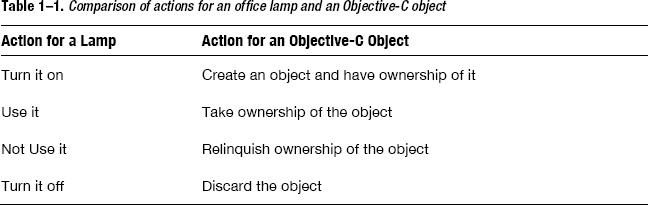 Table 1–1. Comparison of actions for an office lamp and an Objective-C object
Action for a Lamp Action for an Objective-C Object
Turn it on Create an object and have ownership of it
Use it Take ownership of the object
Not Use it Relinquish ownership of the object
Turn it off Discard the object